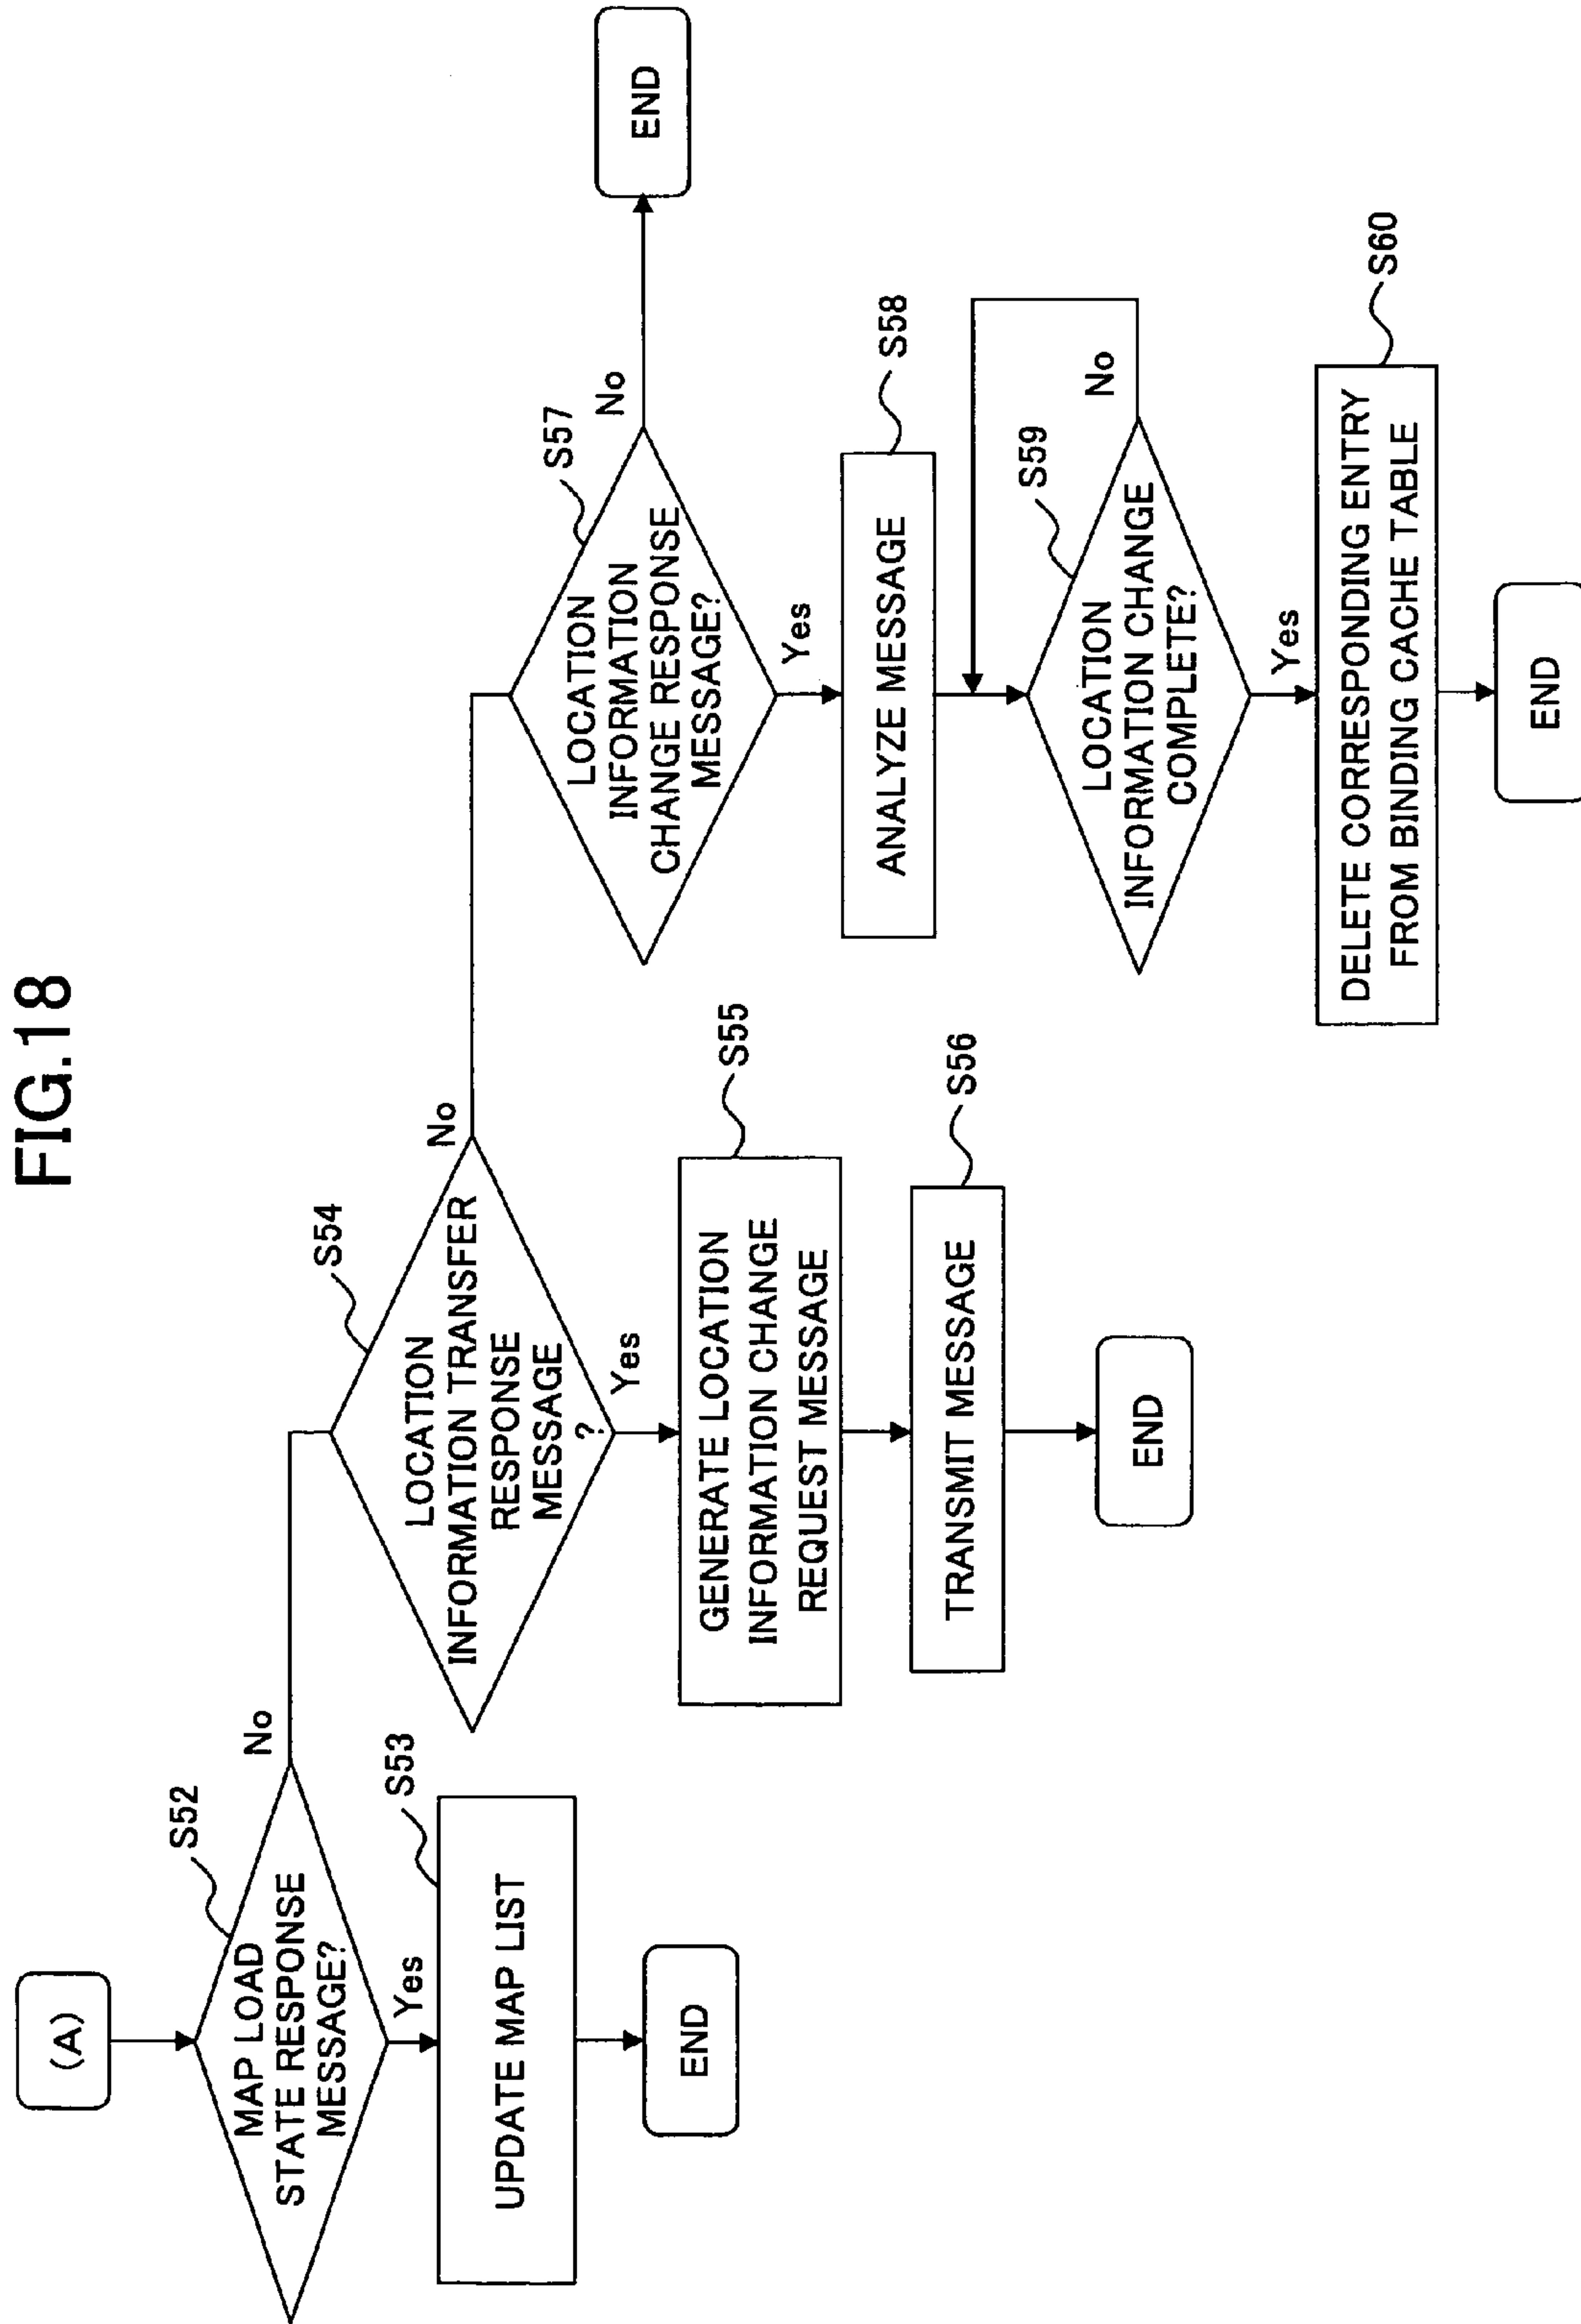 FIG.18
(A)
S52
MAP LOAD
STATE RESPONSE
MESSAGE?
No
Yes
S53
UPDATE MAP LIST
END
S54
LOCATION
INFORMATION TRANSFER
RESPONSE
MESSAGE
?
No
Yes
S55
GENERATE LOCATION
INFORMATION CHANGE
REQUEST MESSAGE
S56
TRANSMIT MESSAGE
END
S57
LOCATION
INFORMATION
CHANGE RESPONSE
MESSAGE?
No
END
Yes
S58
ANALYZE MESSAGE
S59
LOCATION
INFORMATION CHANGE
COMPLETE?
No
Yes
S60
DELETE CORRESPONDING ENTRY
FROM BINDING CACHE TABLE
END